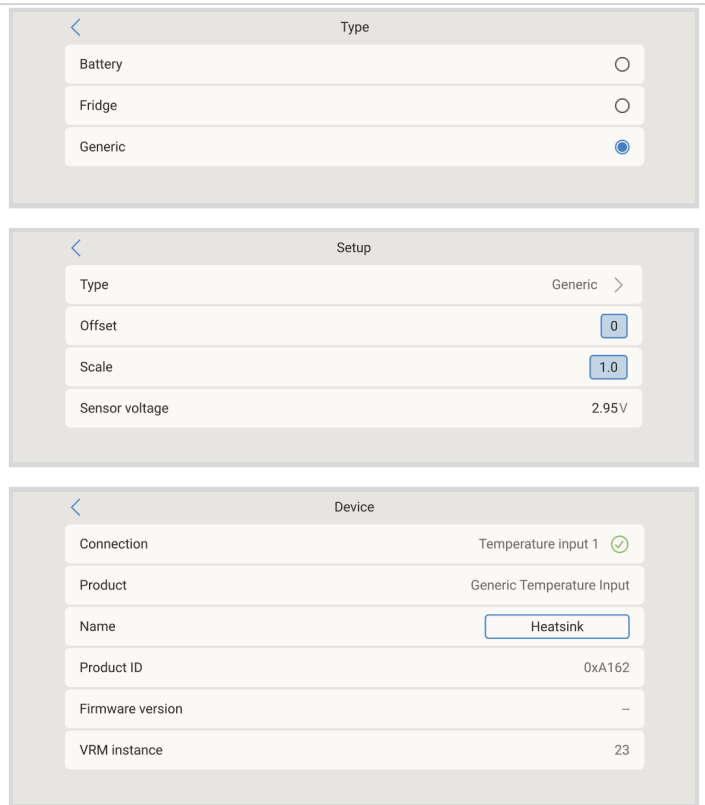 Type
Battery
Fridge
Generic
Setup
Type Generic
Offset 0
Scale 1.0
Sensor voltage 2.95V
Device
Connection Temperature input 1
Product Generic Temperature Input
Name Heatsink
Product ID 0xA162
Firmware version --
VRM instance 23